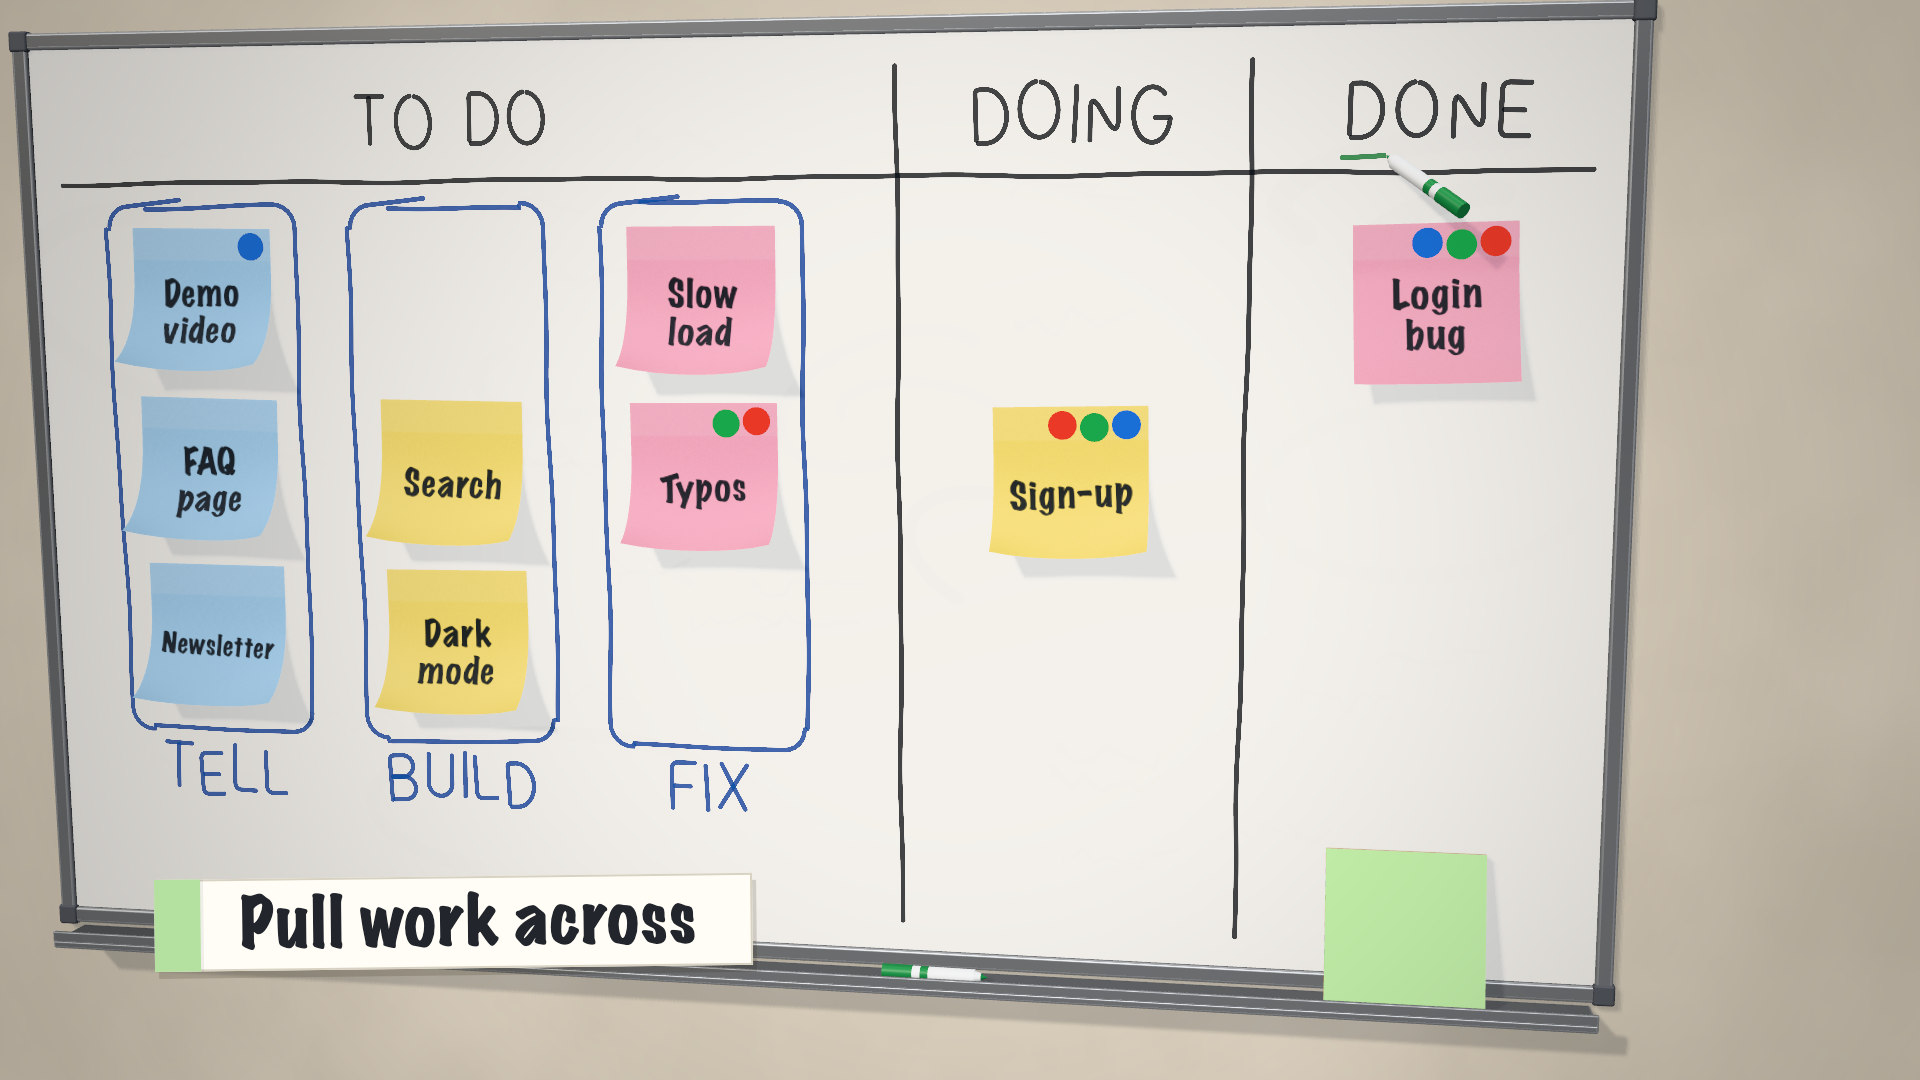 TO DO
DOING
DONE
Demo
video
FAQ
page
Newsletter
Search
Dark
mode
Slow
load
Typos
Sign-up
Login
bug
TELL
BUILD
FIX
Pull work across